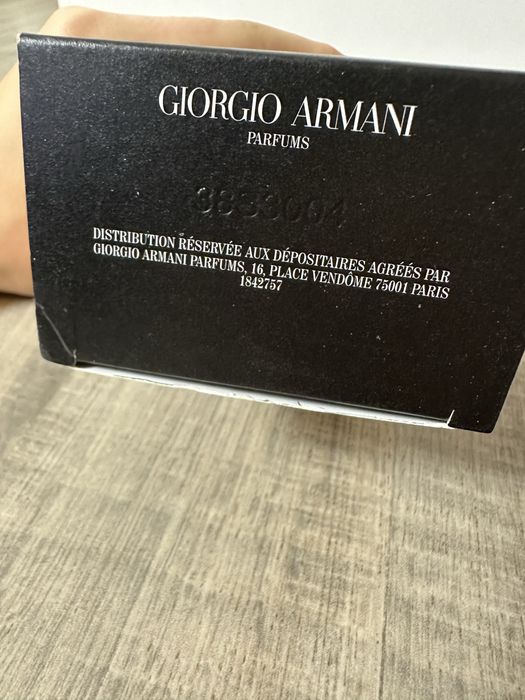 GIORGIO ARMANI
PARFUMS
DISTRIBUTION RÉSERVÉE AUX DÉPOSITAIRES AGRÉÉS PAR
GIORGIO ARMANI PARFUMS, 16, PLACE VENDÔME 75001 PARIS
1842757